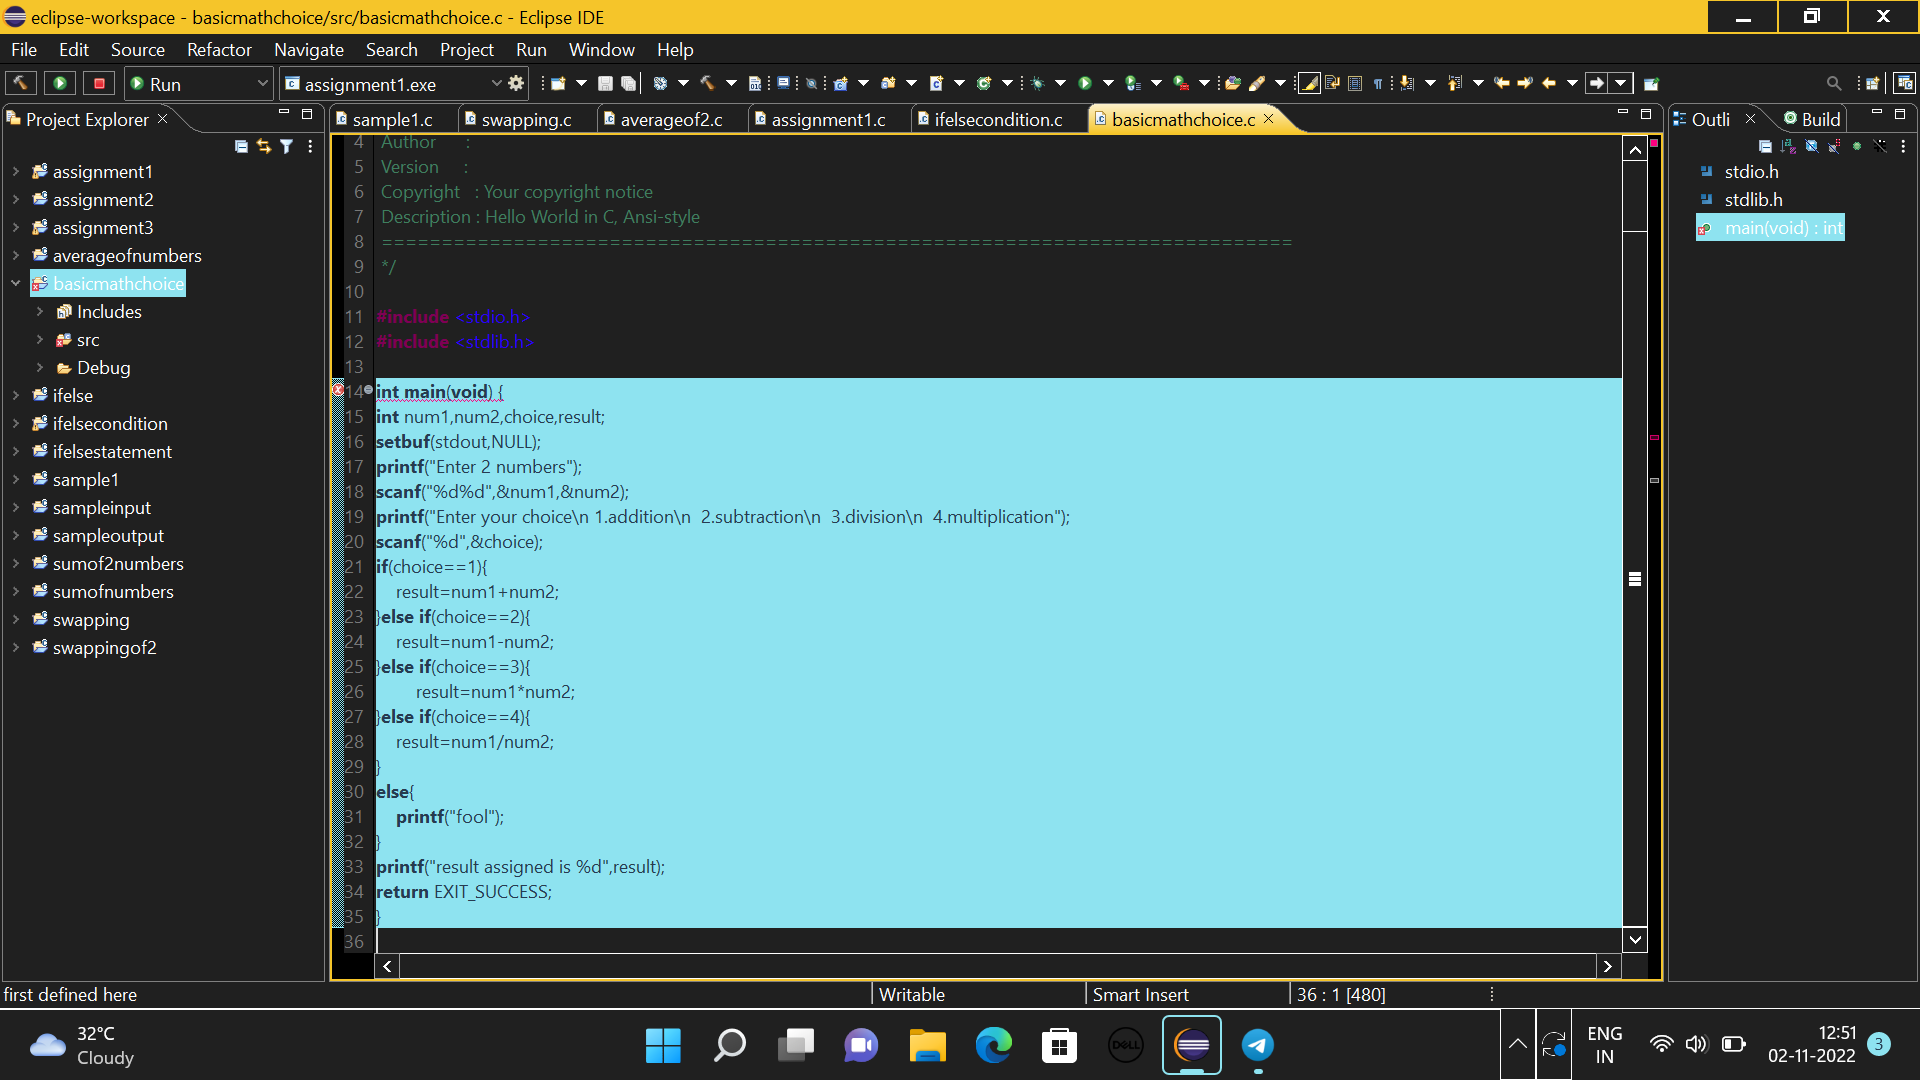 eclipse-workspace - basicmathchoice/src/basicmathchoice.c - Eclipse IDE
File Edit Source Refactor Navigate Search Project Run Window Help
Run assignment1.exe
Project Explorer
assignment1
assignment2
assignment3
averageofnumbers
basicmathchoice
Includes
src
Debug
ifelse
ifelsecondition
ifelsestatement
sample1
sampleinput
sampleoutput
sumof2numbers
sumofnumbers
swapping
swappingof2
sample1.c swapping.c averageof2.c assignment1.c ifelsecondition.c basicmathchoice.c
4 Author :
5 Version :
6 Copyright : Your copyright notice
7 Description : Hello World in C, Ansi-style
8 ============================================================================
9 */
10
11 #include <stdio.h>
12 #include <stdlib.h>
13
14 int main(void) {
15 int num1,num2,choice,result;
16 setbuf(stdout,NULL);
17 printf("Enter 2 numbers");
18 scanf("%d%d",&num1,&num2);
19 printf("Enter your choice\n 1.addition\n  2.subtraction\n  3.division\n  4.multiplication");
20 scanf("%d",&choice);
21 if(choice==1){
22 result=num1+num2;
23 }else if(choice==2){
24 result=num1-num2;
25 }else if(choice==3){
26 result=num1*num2;
27 }else if(choice==4){
28 result=num1/num2;
29 }
30 else{
31 printf("fool");
32 }
33 printf("result assigned is %d",result);
34 return EXIT_SUCCESS;
35 }
36
Outli Build
stdio.h
stdlib.h
main(void) : int
first defined here Writable Smart Insert 36 : 1 [480]
32°C
Cloudy
DELL
ENG
IN
12:51
02-11-2022
3